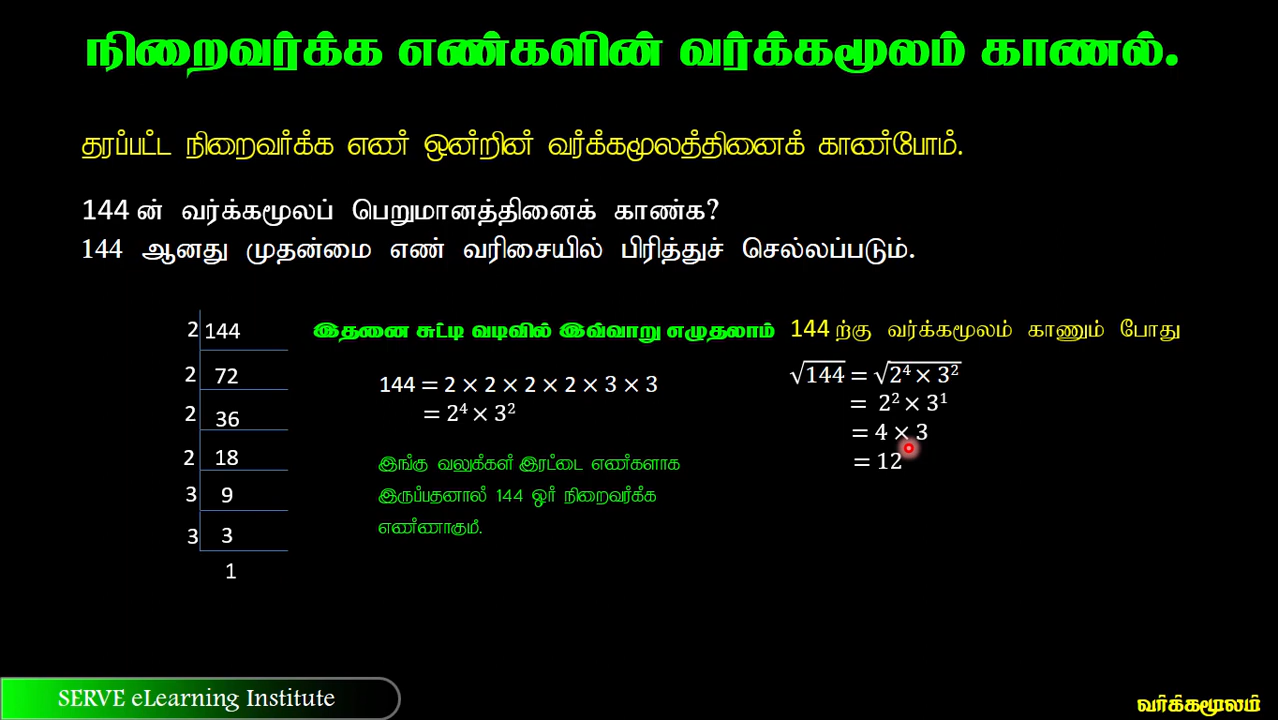 நிறைவர்க்க எண்களின் வர்க்கமூலம் காணல்.
தரப்பட்ட நிறைவர்க்க எண் ஒன்றின் வர்க்கமூலத்தினைக் காண்போம்.
144 ன் வர்க்கமூலப் பெறுமானத்தினைக் காண்க?
144 ஆனது முதன்மை எண் வரிசையில் பிரித்துச் செல்லப்படும்.
2 144
2 72
2 36
2 18
3 9
3 3
1
இதனை சுட்டி வடிவில் இவ்வாறு எழுதலாம்
144 = 2 × 2 × 2 × 2 × 3 × 3
= 2⁴ × 3²
இங்கு வலுக்கள் இரட்டை எண்களாக
இருப்பதனால் 144 ஓர் நிறைவர்க்க
எண்ணாகும்.
144 ற்கு வர்க்கமூலம் காணும் போது
√144 = √2⁴ × 3²
= 2² × 3¹
= 4 × 3
= 12
SERVE eLearning Institute
வர்க்கமூலம்